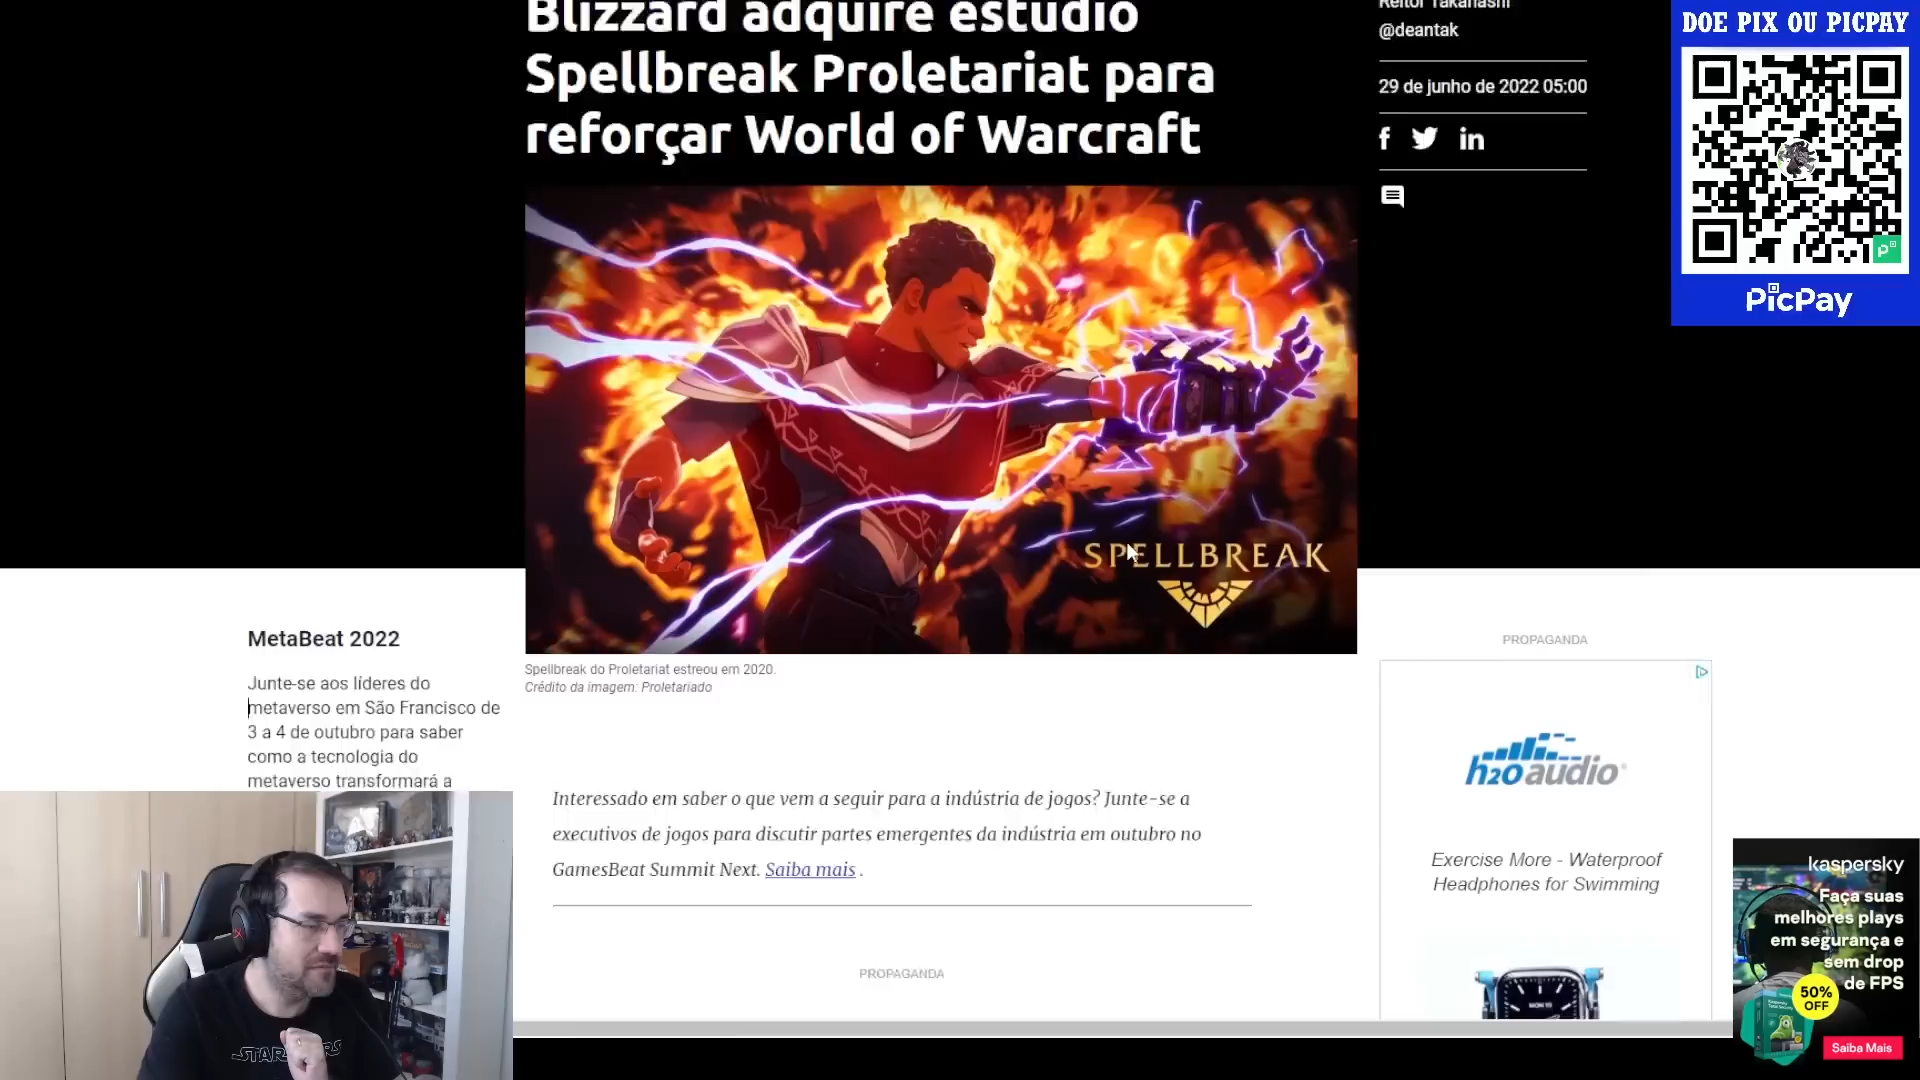 Blizzard adquire estúdio
Spellbreak Proletariat para
reforçar World of Warcraft
Reitor Takahashi
@deantak
29 de junho de 2022 05:00
f
in
DOE PIX OU PICPAY
PicPay
SPELLBREAK
Spellbreak do Proletariat estreou em 2020.
Crédito da imagem: Proletariado
MetaBeat 2022
Junte-se aos líderes do
metaverso em São Francisco de
3 a 4 de outubro para saber
como a tecnologia do
metaverso transformará a
Interessado em saber o que vem a seguir para a indústria de jogos? Junte-se a
executivos de jogos para discutir partes emergentes da indústria em outubro no
GamesBeat Summit Next. Saiba mais .
PROPAGANDA
PROPAGANDA
h2oaudio
Exercise More - Waterproof
Headphones for Swimming
kaspersky
Faça suas
melhores plays
em segurança e
sem drop
de FPS
50%
OFF
Saiba Mais
STAR